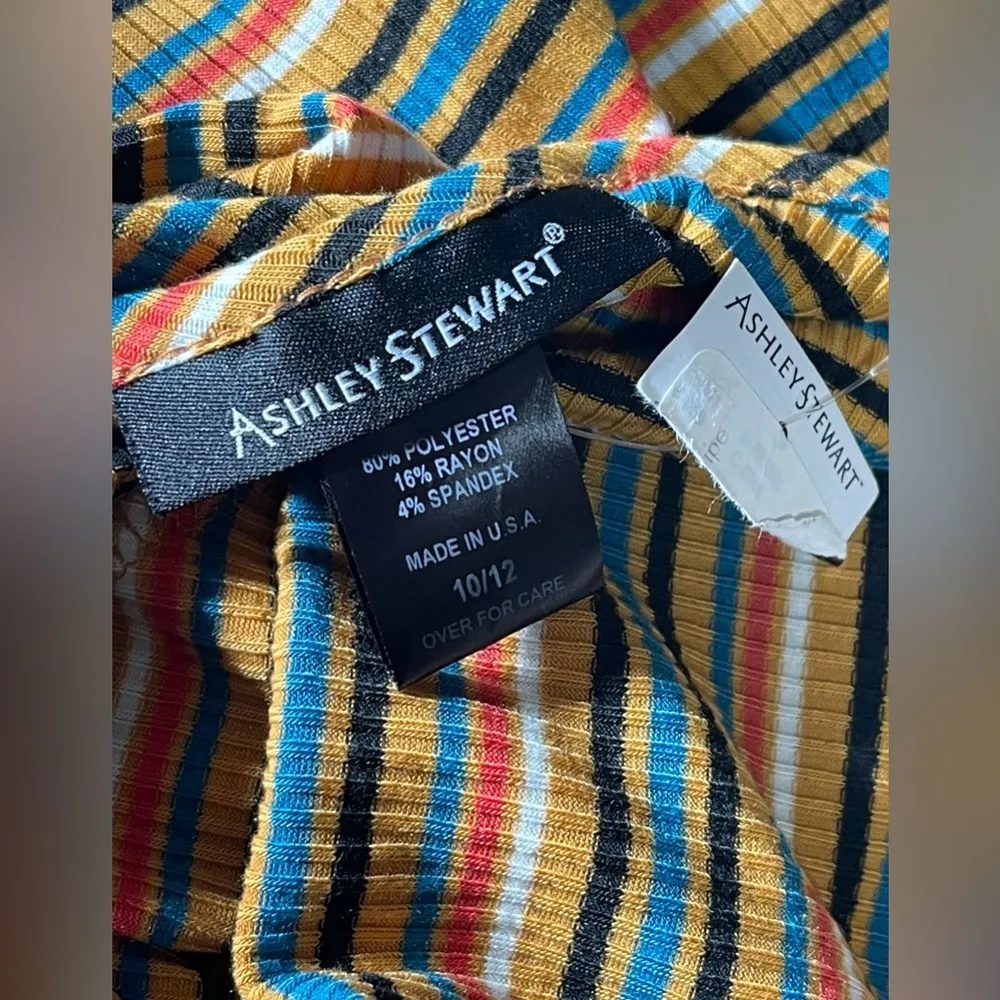 ASHLEY STEWART®
80% POLYESTER
16% RAYON
4% SPANDEX
MADE IN U.S.A.
10/12
OVER FOR CARE
ASHLEY STEWART